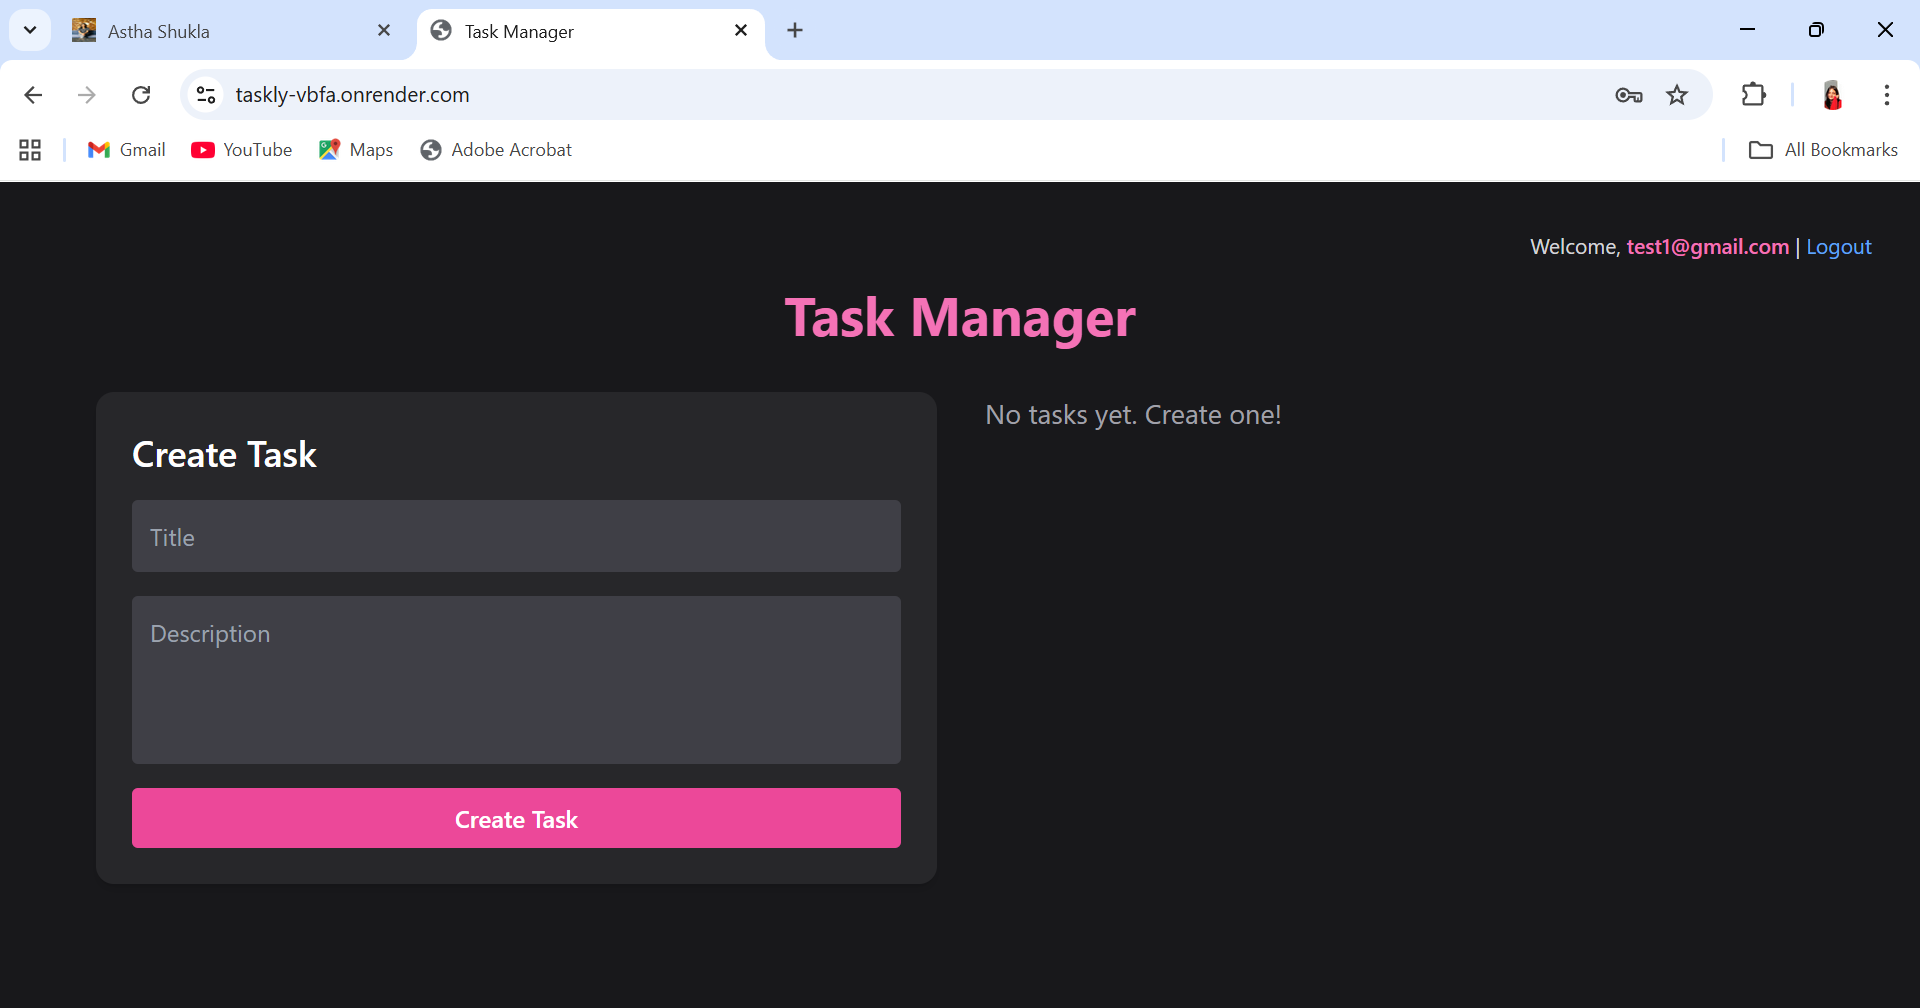 Astha Shukla
Task Manager
taskly-vbfa.onrender.com
Gmail
YouTube
Maps
Adobe Acrobat
All Bookmarks
Welcome, test1@gmail.com | Logout
Task Manager
Create Task
Title
Description
Create Task
No tasks yet. Create one!